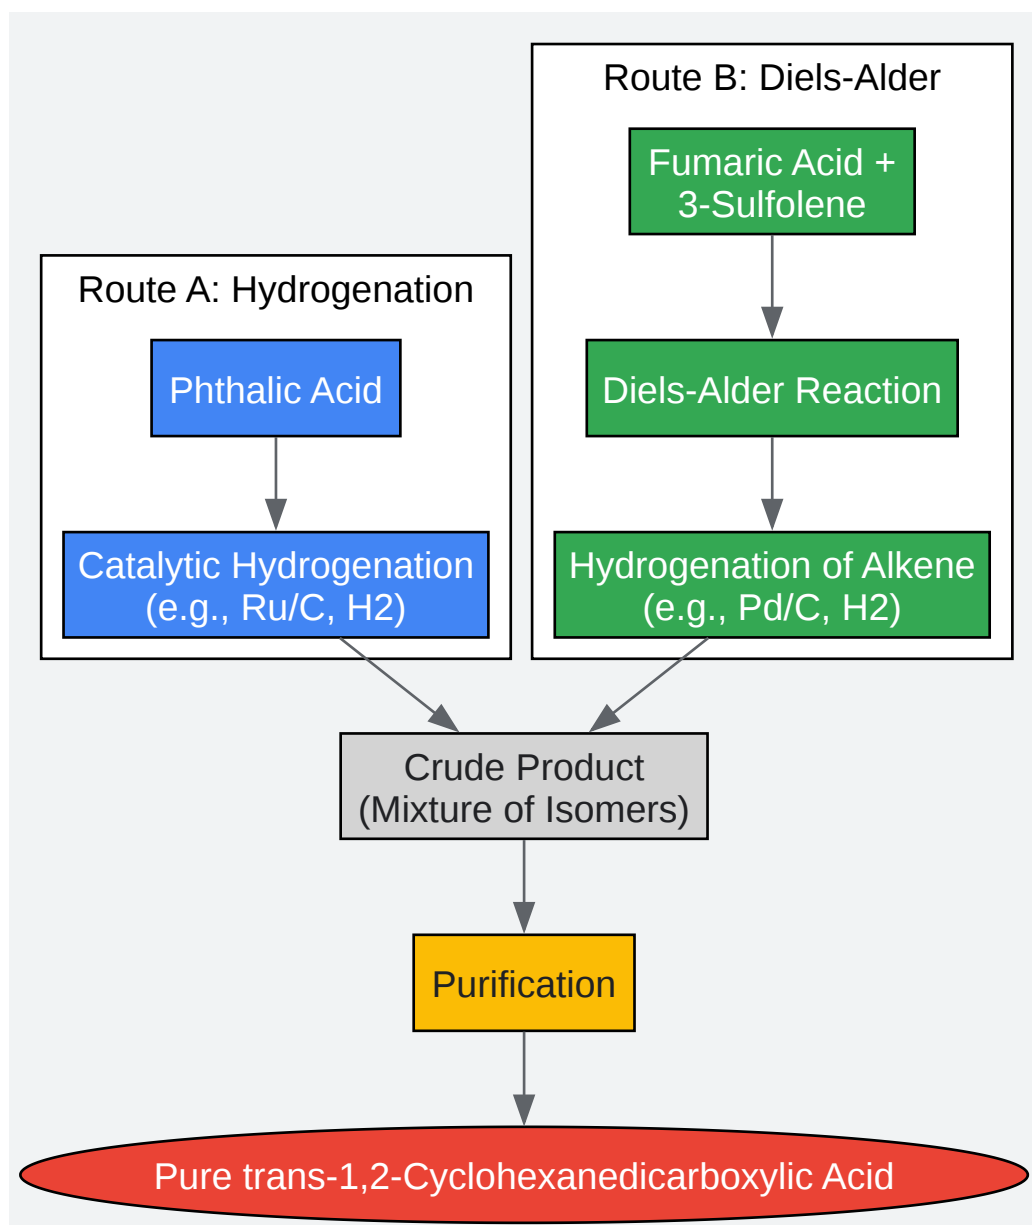 Route B: Diels-Alder
Fumaric Acid +
3-Sulfolene
Route A: Hydrogenation
Phthalic Acid
Diels-Alder Reaction
Catalytic Hydrogenation
(e.g., Ru/C, H2)
Hydrogenation of Alkene
(e.g., Pd/C, H2)
Crude Product
(Mixture of Isomers)
Purification
Pure trans-1,2-Cyclohexanedicarboxylic Acid